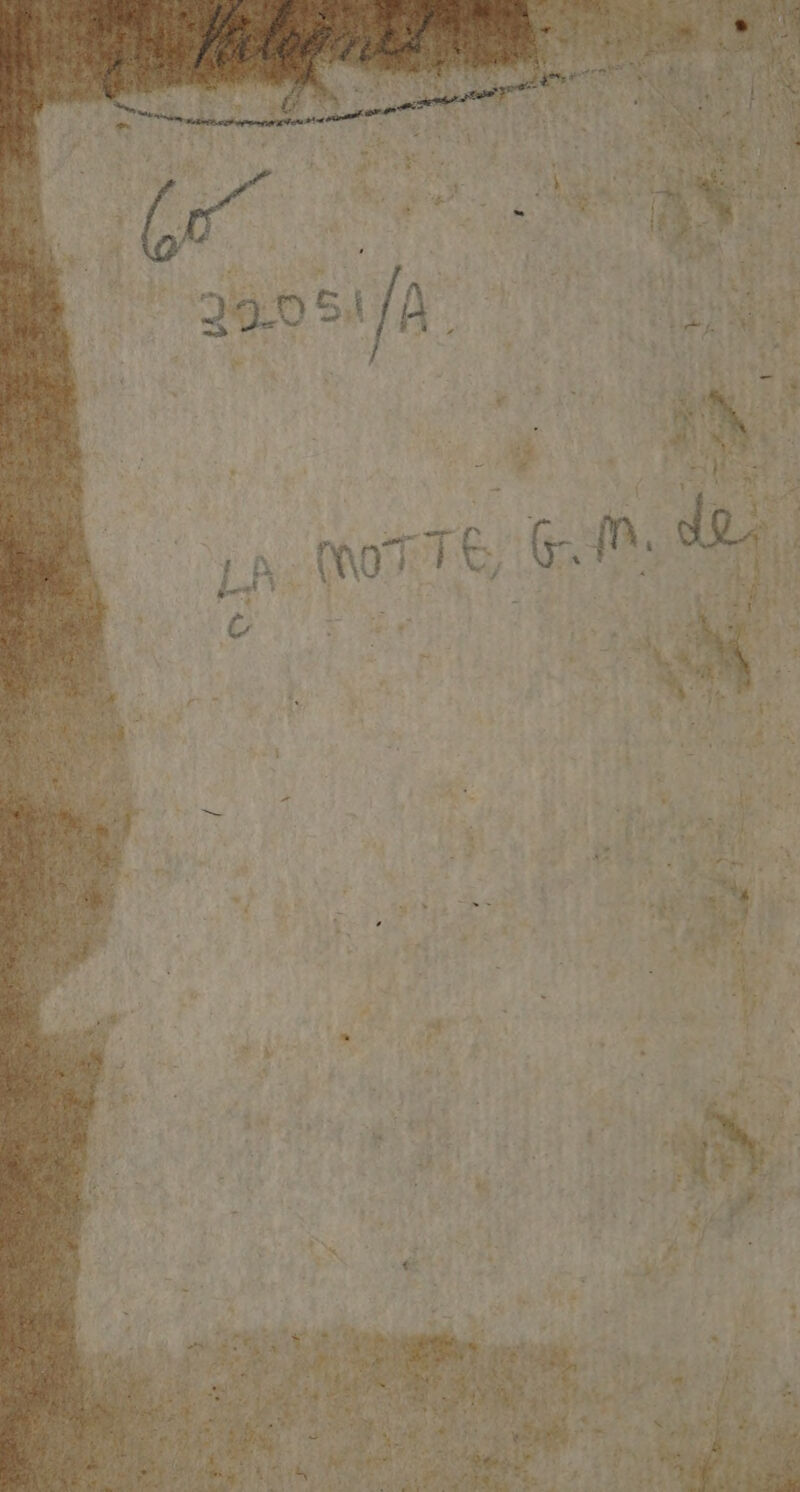 Valognes
60
32051/A.
LA MOTTE, G. M. de
c